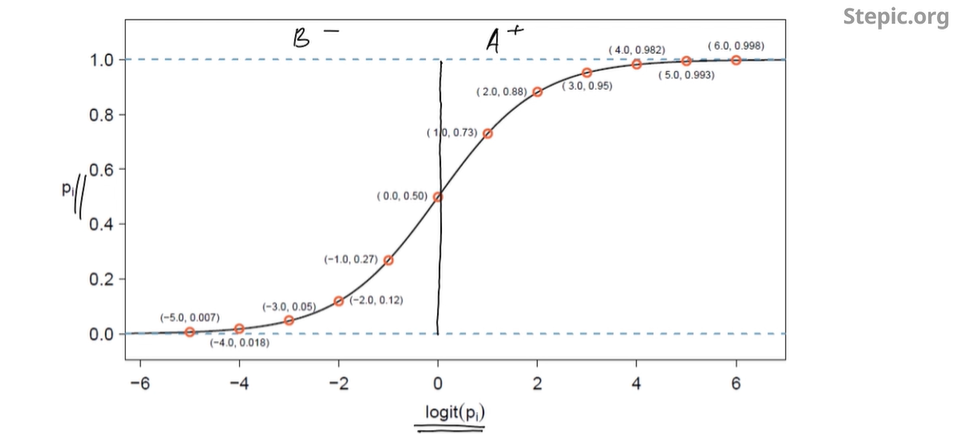 Stepic.org
B - A +
(4.0, 0.982) (6.0, 0.998)
1.0
(5.0, 0.993)
(2.0, 0.88) (3.0, 0.95)
0.8
(1.0, 0.73)
0.6
pᵢ
(0.0, 0.50)
0.4
(−1.0, 0.27)
0.2
(−3.0, 0.05) (−2.0, 0.12)
(−5.0, 0.007)
0.0
(−4.0, 0.018)
−6 −4 −2 0 2 4 6
logit(pᵢ)